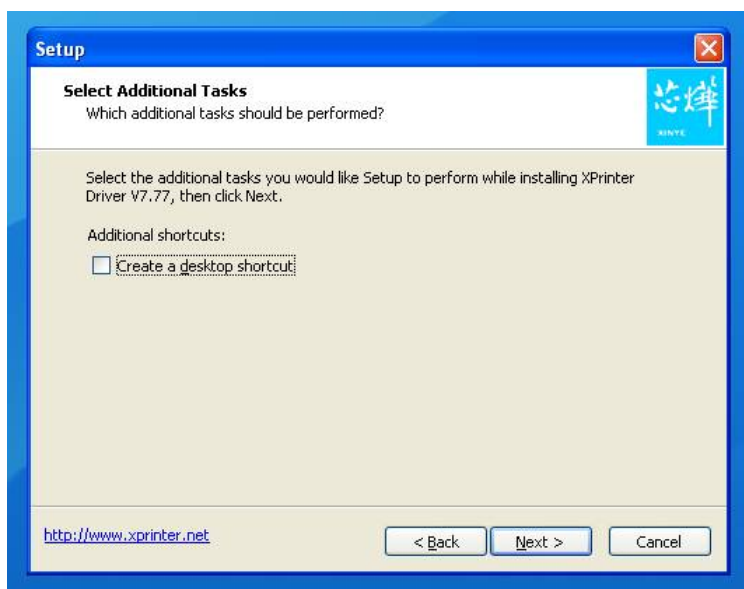 Setup
Select Additional Tasks
Which additional tasks should be performed?
芯烨
XINYE
Select the additional tasks you would like Setup to perform while installing XPrinter
Driver V7.77, then click Next.
Additional shortcuts:
Create a desktop shortcut
http://www.xprinter.net
< Back
Next >
Cancel